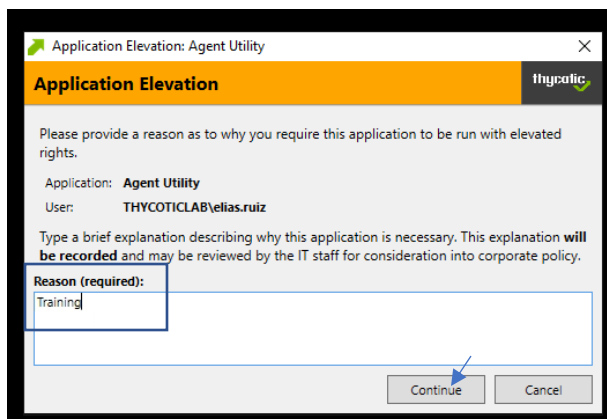 Application Elevation: Agent Utility
Application Elevation
thycotic
Please provide a reason as to why you require this application to be run with elevated
rights.
Application: Agent Utility
User: THYCOTICLAB\elias.ruiz
Type a brief explanation describing why this application is necessary. This explanation will
be recorded and may be reviewed by the IT staff for consideration into corporate policy.
Reason (required):
Training
Continue Cancel